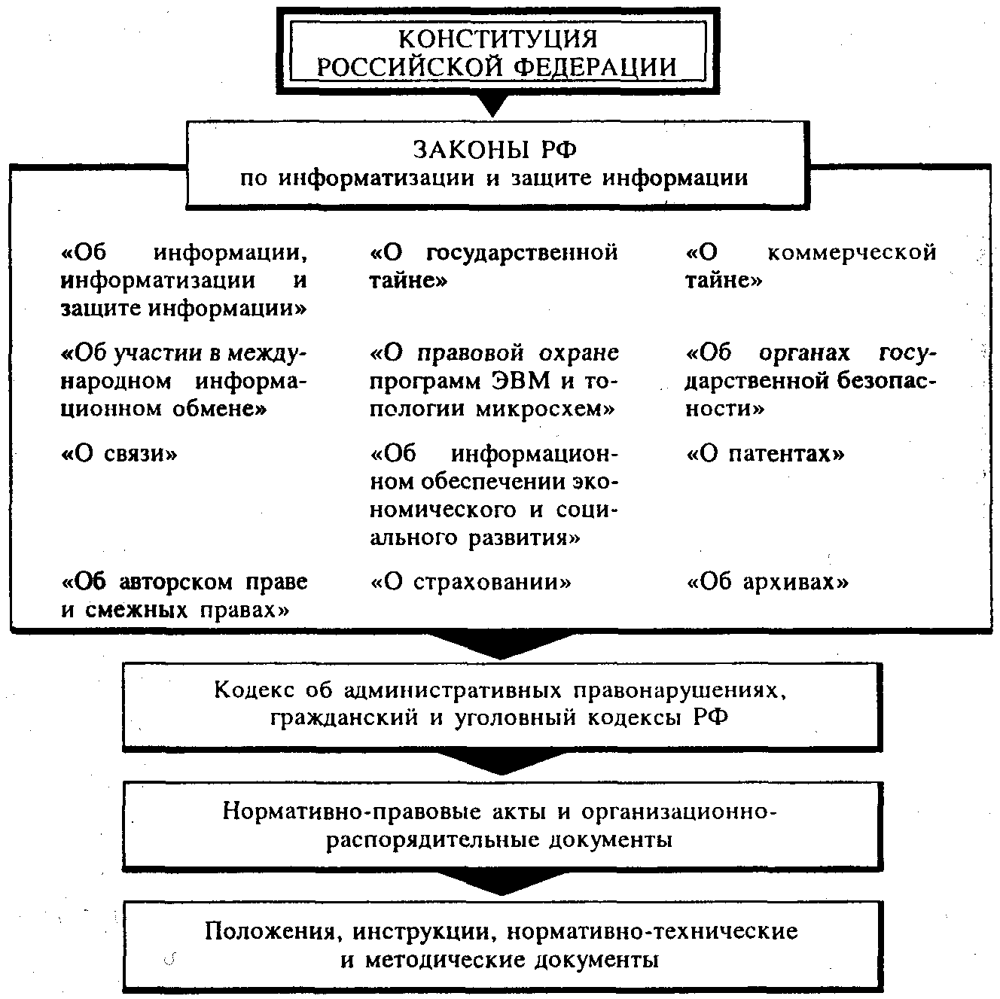 КОНСТИТУЦИЯ
РОССИЙСКОЙ ФЕДЕРАЦИИ
ЗАКОНЫ РФ
по информатизации и защите информации
«Об информации,
информатизации и
защите информации»
«О государственной
тайне»
«О коммерческой
тайне»
«Об участии в между-
народном информа-
ционном обмене»
«О правовой охране
программ ЭВМ и то-
пологии микросхем»
«Об органах госу-
дарственной безопас-
ности»
«О связи»
«Об информацион-
ном обеспечении эко-
номического и соци-
ального развития»
«О патентах»
«Об авторском праве
и смежных правах»
«О страховании»
«Об архивах»
Кодекс об административных правонарушениях,
гражданский и уголовный кодексы РФ
Нормативно-правовые акты и организационно-
распорядительные документы
Положения, инструкции, нормативно-технические
и методические документы